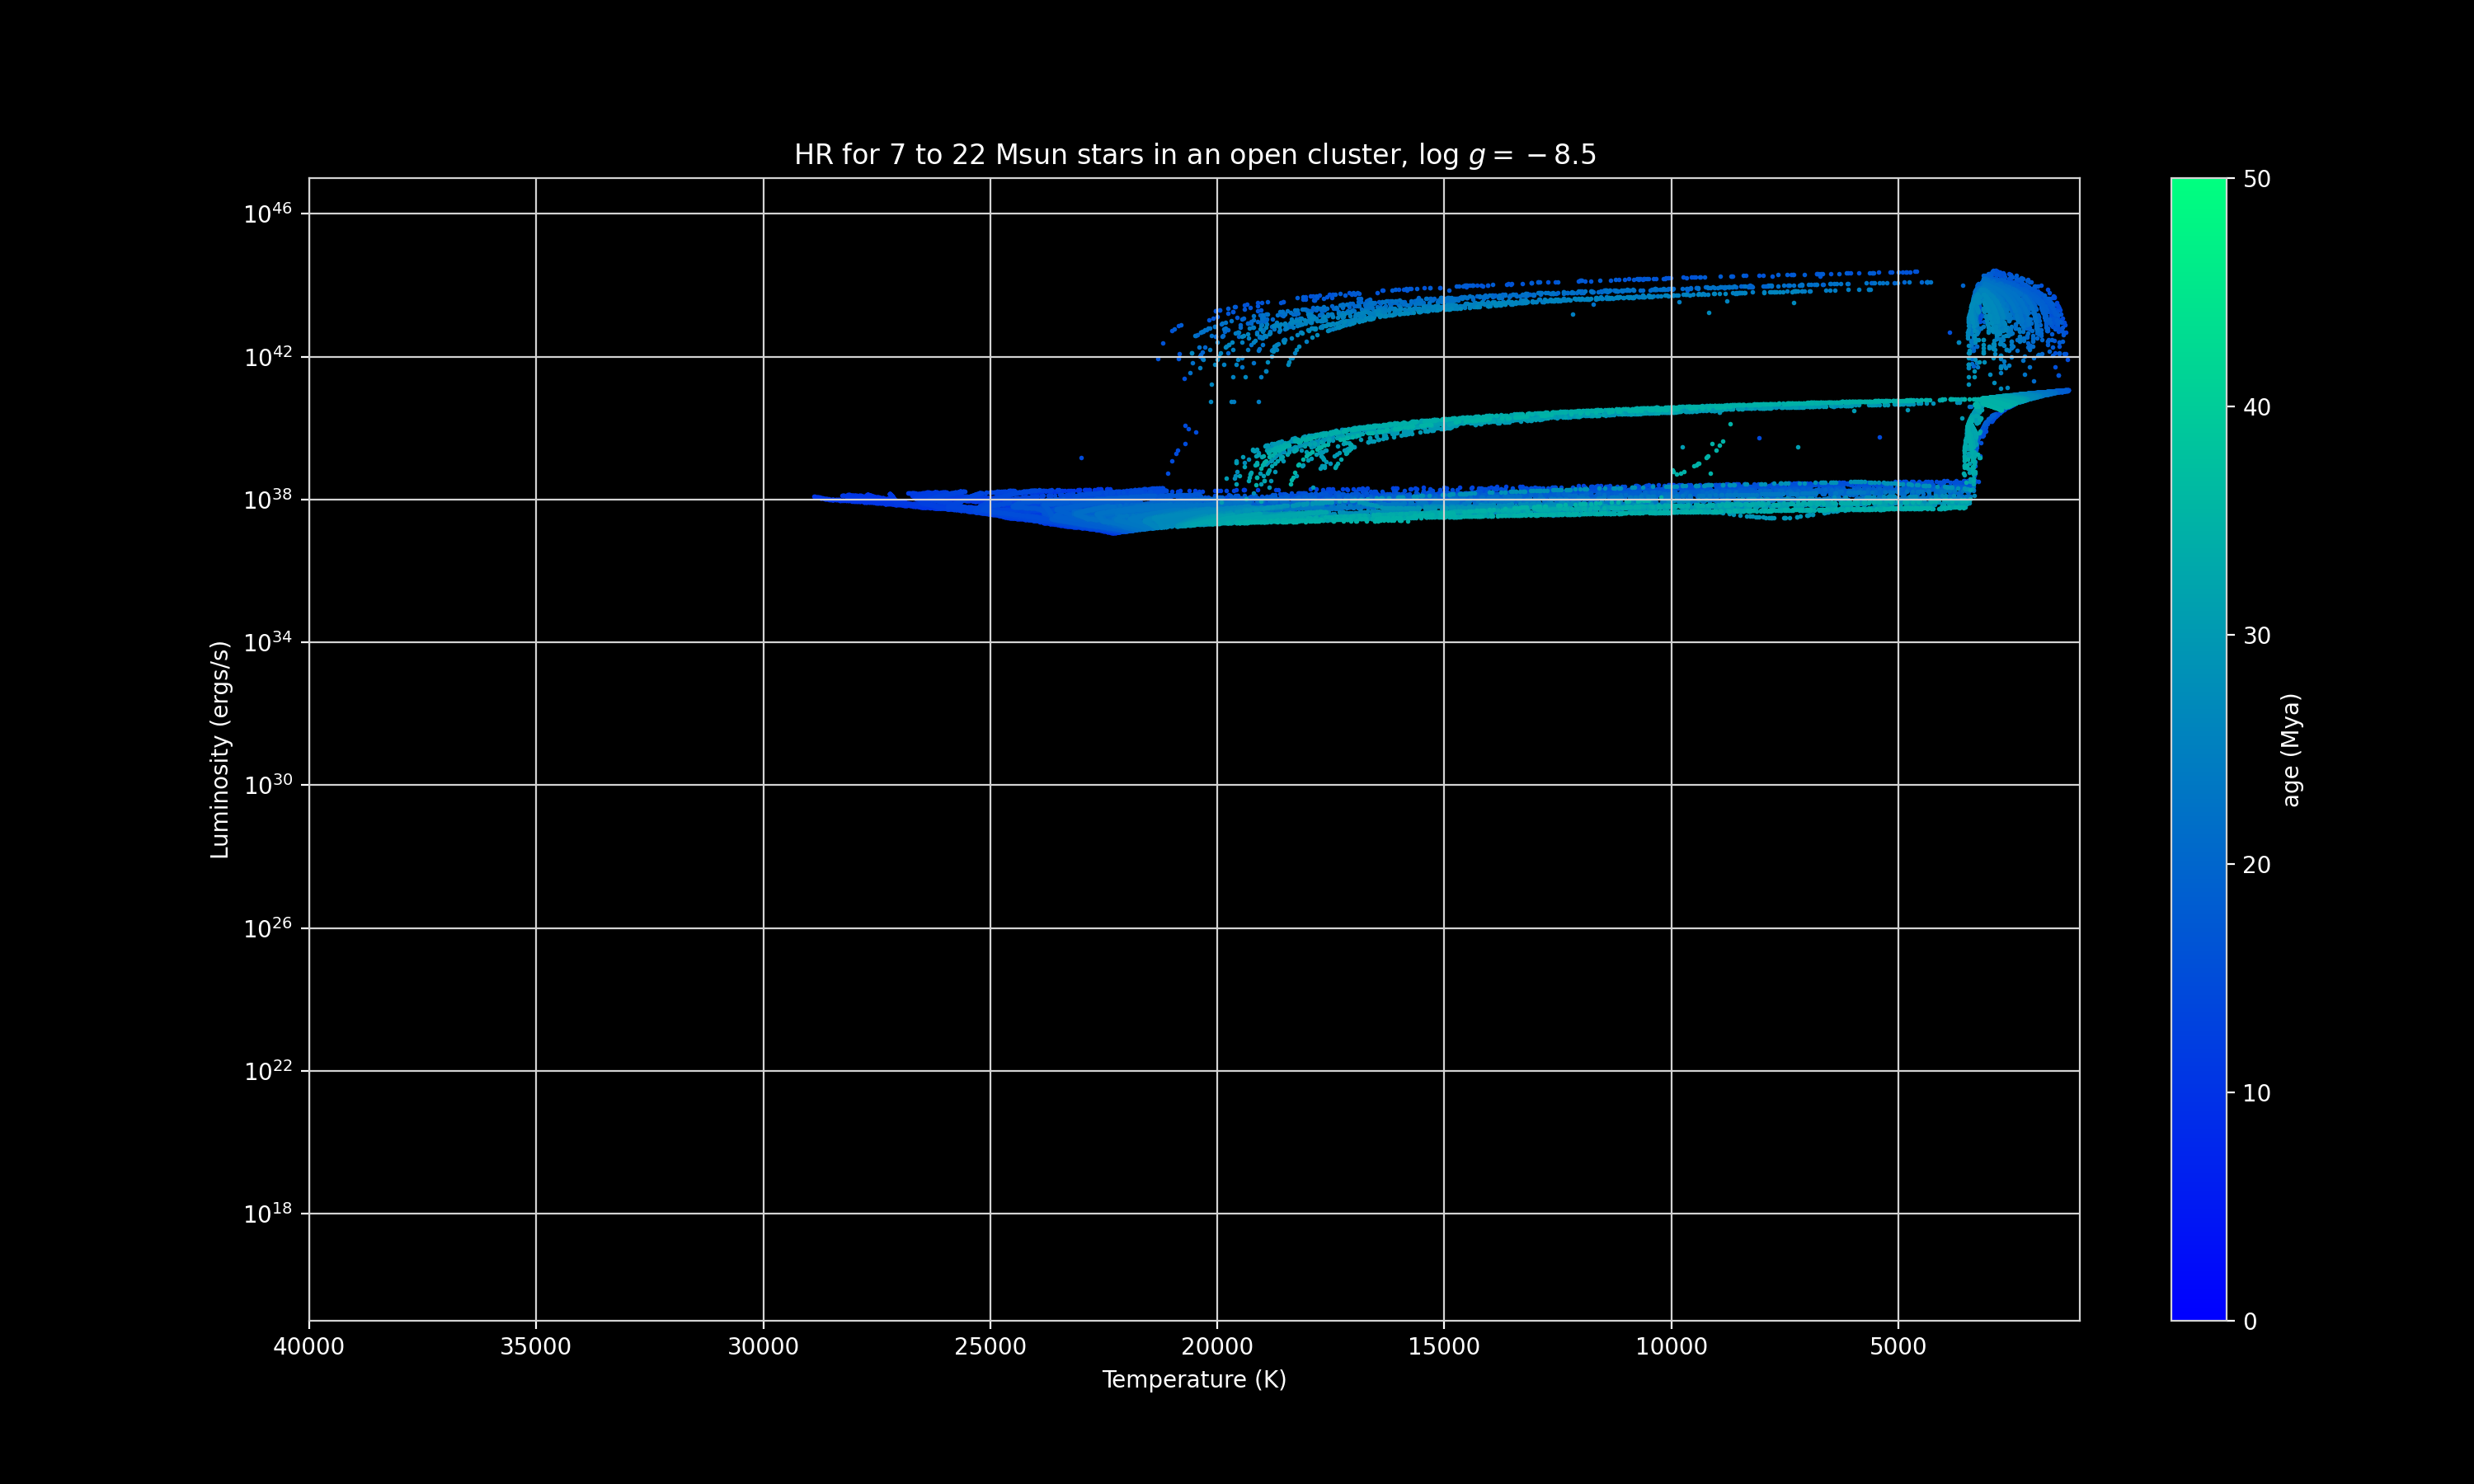 HR for 7 to 22 Msun stars in an open cluster, log g = −8.5
10^46
10^42
10^38
10^34
10^30
10^26
10^22
10^18
Luminosity (ergs/s)
40000 35000 30000 25000 20000 15000 10000 5000
Temperature (K)
50
40
30
20
10
0
age (Mya)